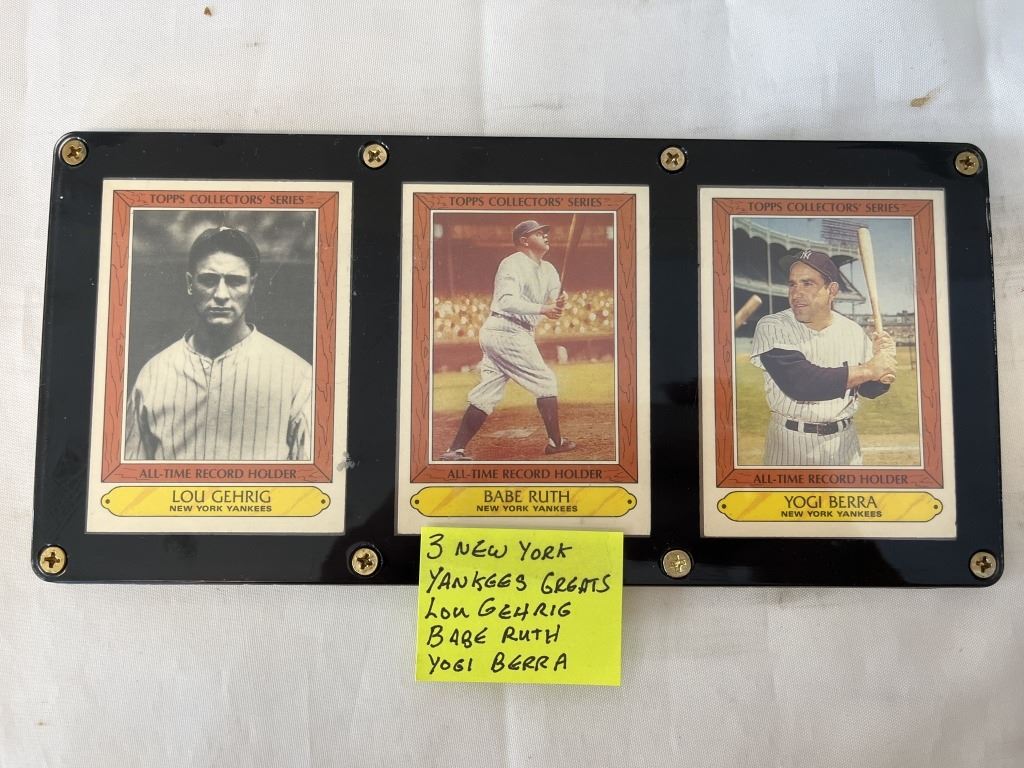 TOPPS COLLECTORS' SERIES
ALL-TIME RECORD HOLDER
LOU GEHRIG
NEW YORK YANKEES
TOPPS COLLECTORS' SERIES
ALL-TIME RECORD HOLDER
BABE RUTH
NEW YORK YANKEES
TOPPS COLLECTORS' SERIES
NY
ALL-TIME RECORD HOLDER
YOGI BERRA
NEW YORK YANKEES
3 NEW YORK
YANKEES GREATS
LOU GEHRIG
BABE RUTH
YOGI BERRA